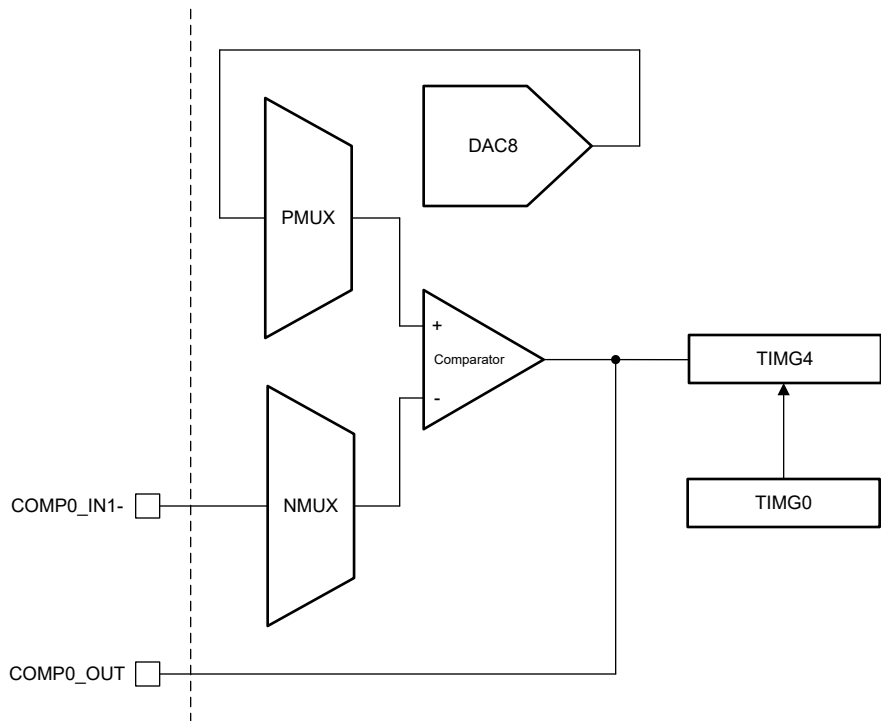 DAC8
PMUX
+
Comparator
-
TIMG4
NMUX
COMP0_IN1-
TIMG0
COMP0_OUT